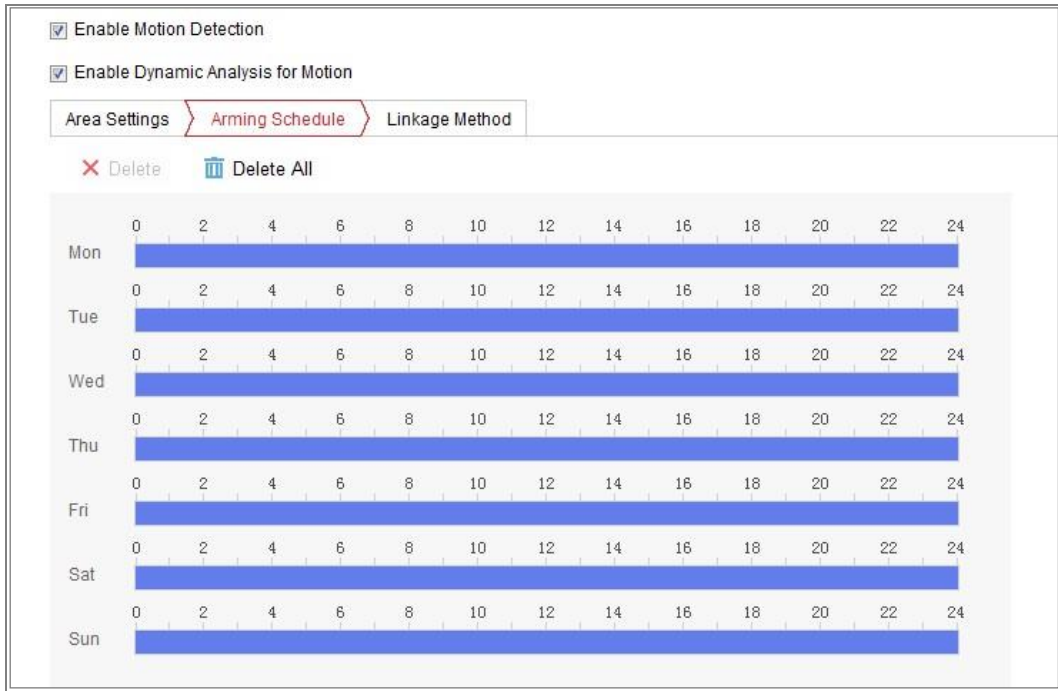 Enable Motion Detection
Enable Dynamic Analysis for Motion
Area Settings Arming Schedule Linkage Method
Delete Delete All
0 2 4 6 8 10 12 14 16 18 20 22 24
Mon
0 2 4 6 8 10 12 14 16 18 20 22 24
Tue
0 2 4 6 8 10 12 14 16 18 20 22 24
Wed
0 2 4 6 8 10 12 14 16 18 20 22 24
Thu
0 2 4 6 8 10 12 14 16 18 20 22 24
Fri
0 2 4 6 8 10 12 14 16 18 20 22 24
Sat
0 2 4 6 8 10 12 14 16 18 20 22 24
Sun